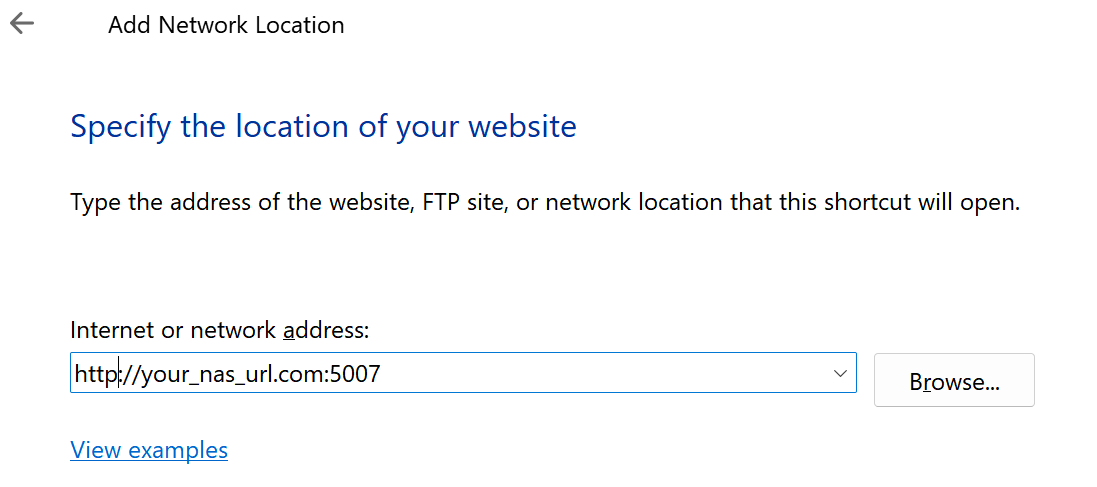 Add Network Location
Specify the location of your website
Type the address of the website, FTP site, or network location that this shortcut will open.
Internet or network address:
http://your_nas_url.com:5007
Browse...
View examples